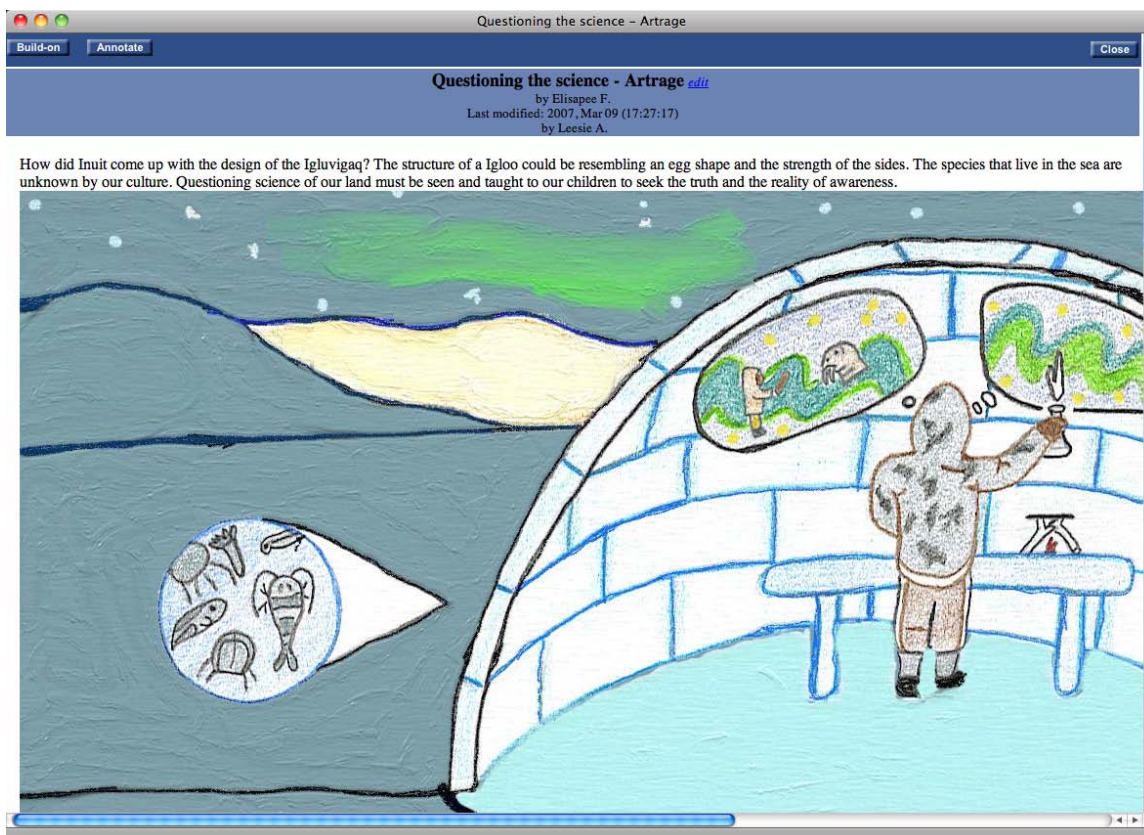 Questioning the science – Artrage
Build-on Annotate Close
Questioning the science - Artrage edit
by Elisapee F.
Last modified: 2007, Mar 09 (17:27:17)
by Leesie A.
How did Inuit come up with the design of the Igluvigaq? The structure of a Igloo could be resembling an egg shape and the strength of the sides. The species that live in the sea are
unknown by our culture. Questioning science of our land must be seen and taught to our children to seek the truth and the reality of awareness.